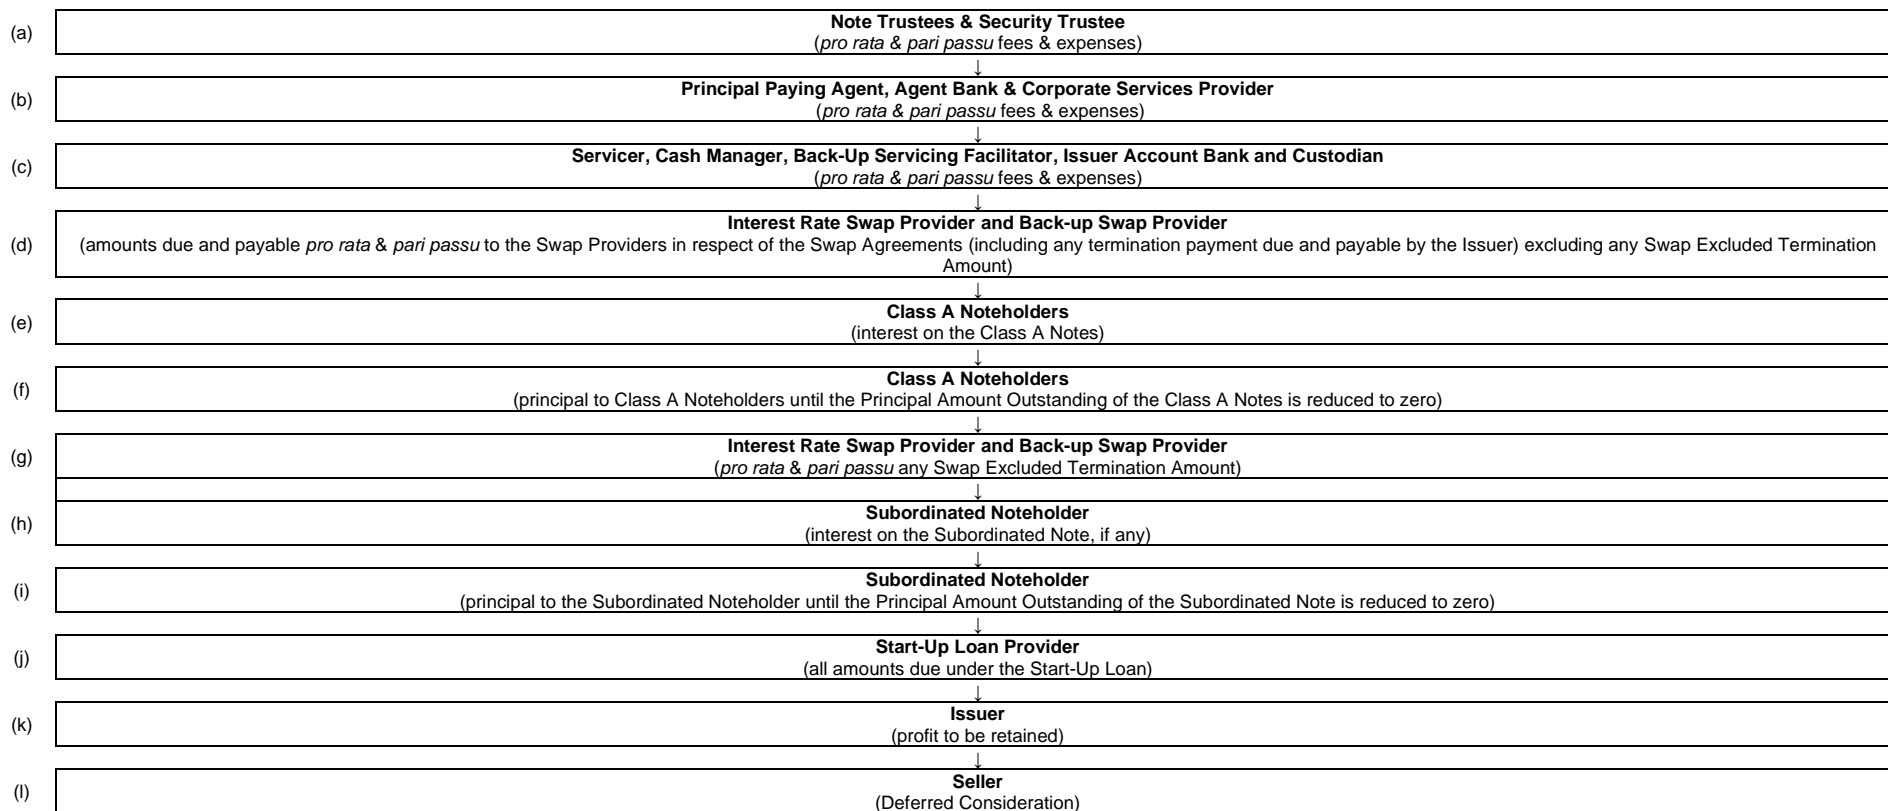 (a)
Note Trustees & Security Trustee
(pro rata & pari passu fees & expenses)
↓
(b)
Principal Paying Agent, Agent Bank & Corporate Services Provider
(pro rata & pari passu fees & expenses)
↓
(c)
Servicer, Cash Manager, Back-Up Servicing Facilitator, Issuer Account Bank and Custodian
(pro rata & pari passu fees & expenses)
↓
(d)
Interest Rate Swap Provider and Back-up Swap Provider
(amounts due and payable pro rata & pari passu to the Swap Providers in respect of the Swap Agreements (including any termination payment due and payable by the Issuer) excluding any Swap Excluded Termination
Amount)
↓
(e)
Class A Noteholders
(interest on the Class A Notes)
↓
(f)
Class A Noteholders
(principal to Class A Noteholders until the Principal Amount Outstanding of the Class A Notes is reduced to zero)
↓
(g)
Interest Rate Swap Provider and Back-up Swap Provider
(pro rata & pari passu any Swap Excluded Termination Amount)
↓
(h)
Subordinated Noteholder
(interest on the Subordinated Note, if any)
↓
(i)
Subordinated Noteholder
(principal to the Subordinated Noteholder until the Principal Amount Outstanding of the Subordinated Note is reduced to zero)
↓
(j)
Start-Up Loan Provider
(all amounts due under the Start-Up Loan)
↓
(k)
Issuer
(profit to be retained)
↓
(l)
Seller
(Deferred Consideration)